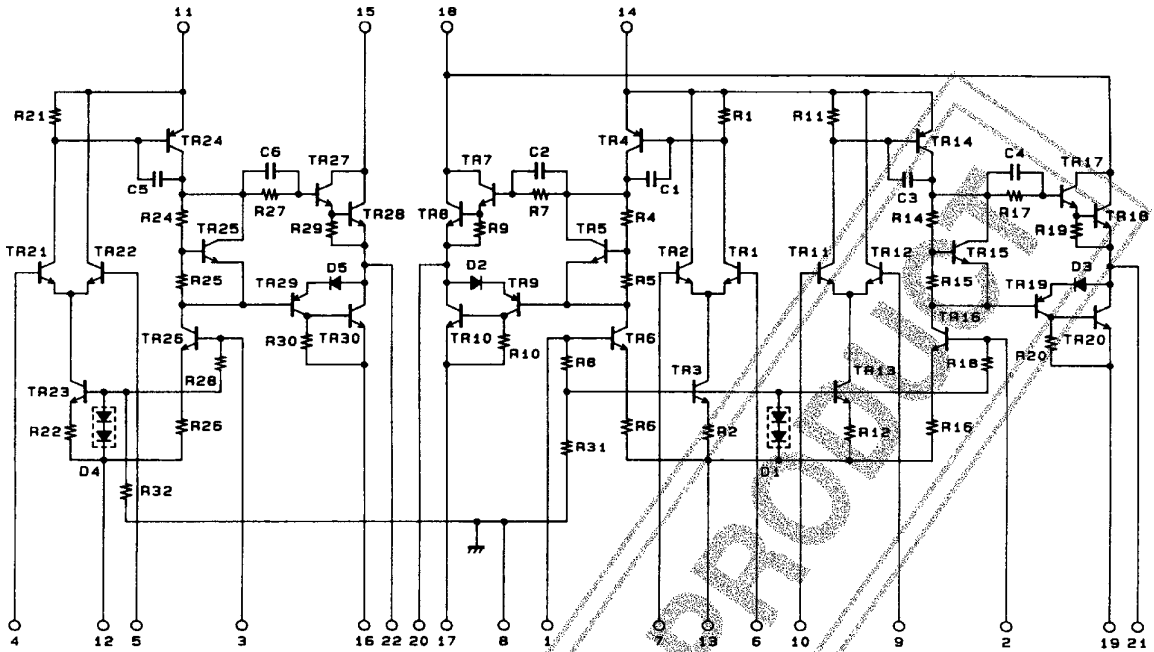 11 15 18 14
R21 TR24 TR4 R1 R11 TR14
C6 TR27 TR7 C2 C4 TR17
C5 C1 C3
R27 TR28 TR8 R7 R17 TR18
R24 R29 R9 R4 R14 R19
TR21 TR22 TR25 TR5 TR2 TR1 TR11 TR12 TR15
R25 TR29 D5 D2 TR9 R5 R15 TR19 D3
TR26 R30 TR30 TR10 R10 TR6 TR16 R20 TR20
R28 R8 R18
TR23 TR3 TR13
R22 R26 R31 R6 R2 R12 R16
D4 D1
R32
4 12 5 3 16 22 20 17 8 1 7 13 6 10 9 2 19 21
PRODUCT